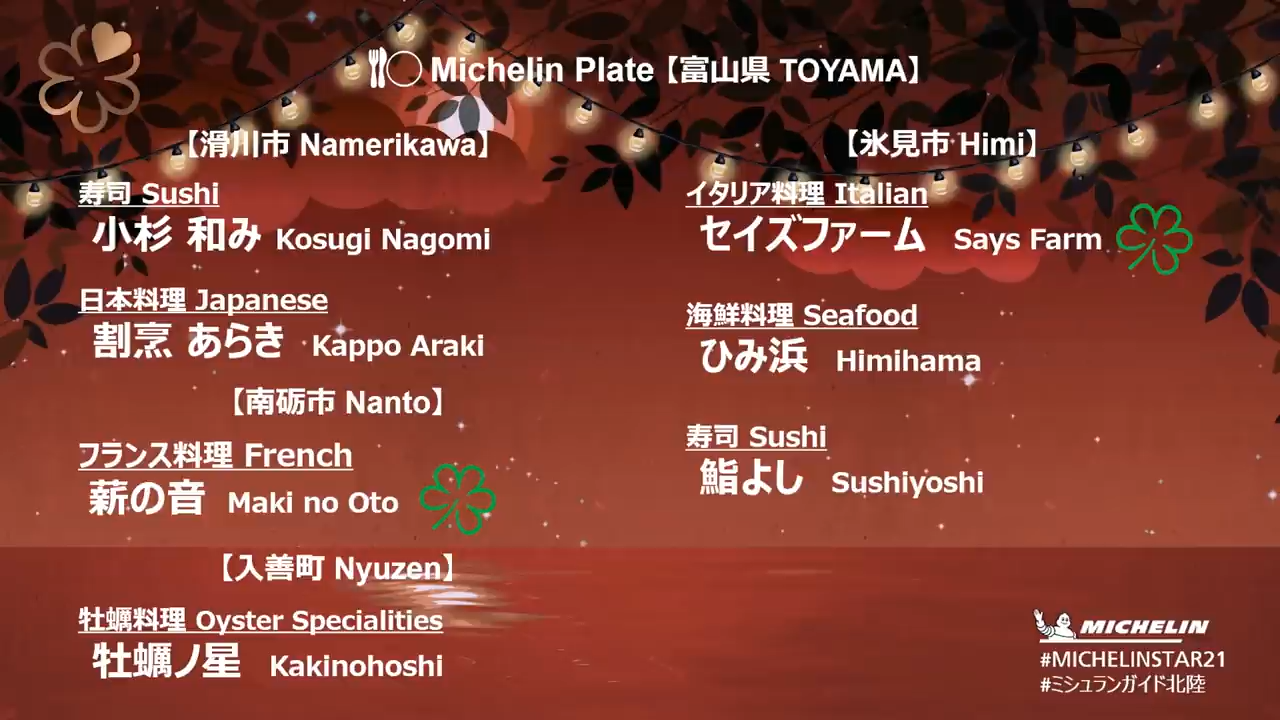 Michelin Plate【富山県 TOYAMA】
【滑川市 Namerikawa】
寿司 Sushi
小杉 和み Kosugi Nagomi
日本料理 Japanese
割烹 あらき Kappo Araki
【南砺市 Nanto】
フランス料理 French
薪の音 Maki no Oto
【入善町 Nyuzen】
牡蠣料理 Oyster Specialities
牡蠣ノ星 Kakinohoshi
【氷見市 Himi】
イタリア料理 Italian
セイズファーム Says Farm
海鮮料理 Seafood
ひみ浜 Himihama
寿司 Sushi
鮨よし Sushiyoshi
MICHELIN
#MICHELINSTAR21
#ミシュランガイド北陸